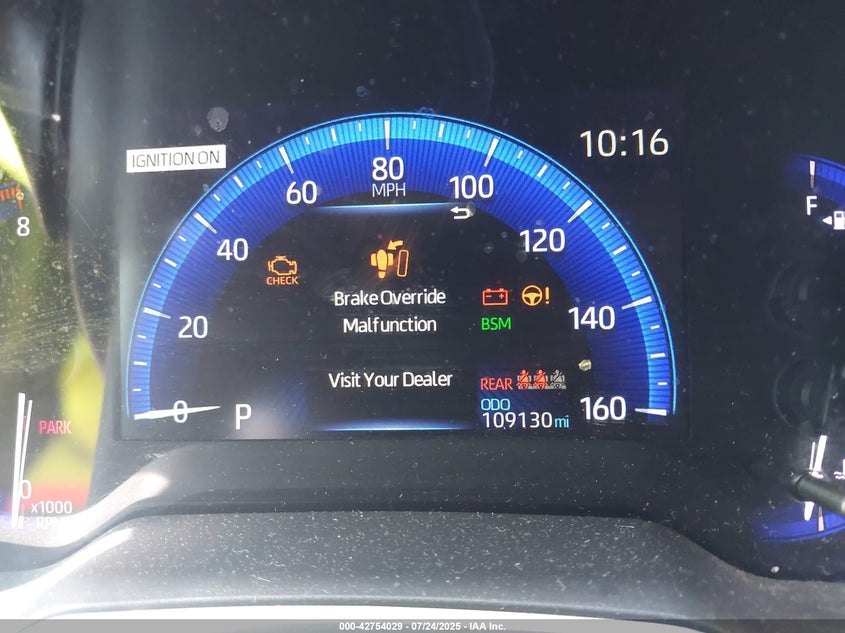 IGNITION ON
10:16
80
MPH
60
100
40
120
20
140
0
160
8
F
CHECK
Brake Override
Malfunction
BSM
Visit Your Dealer
REAR
ODO
109130 mi
P
PARK
0
x1000
RPM
000-42754029 - 07/24/2025 - IAA Inc.